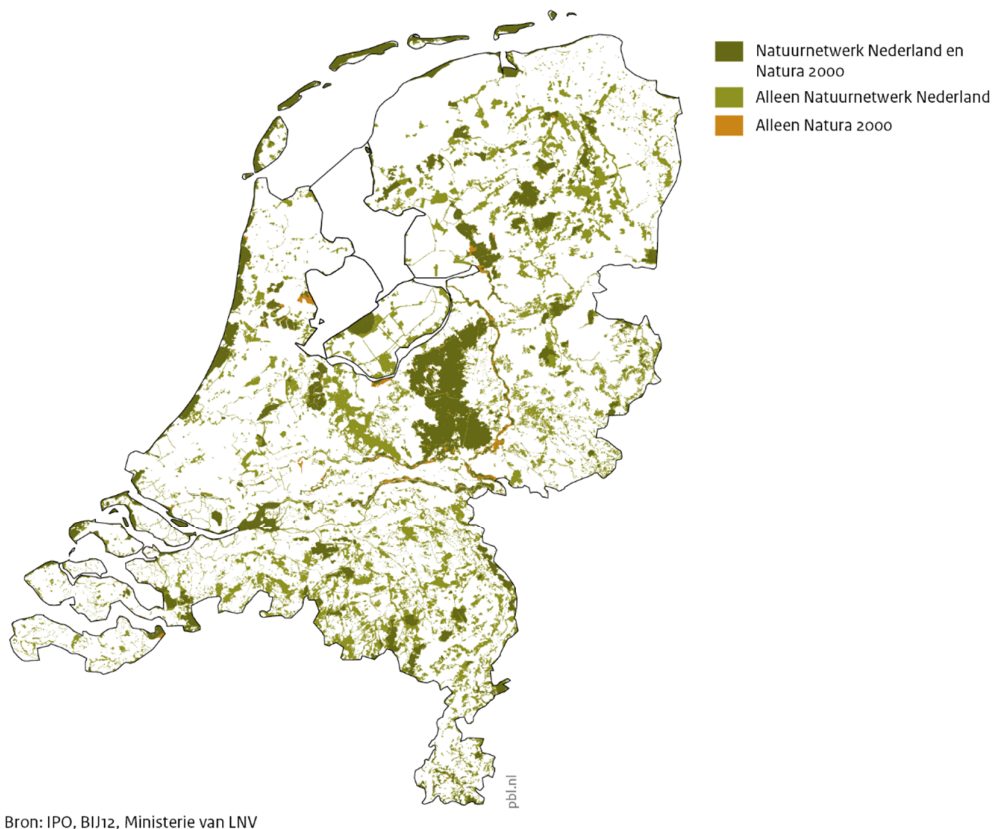 Natuurnetwerk Nederland en
Natura 2000
Alleen Natuurnetwerk Nederland
Alleen Natura 2000
pbl.nl
Bron: IPO, BIJ12, Ministerie van LNV